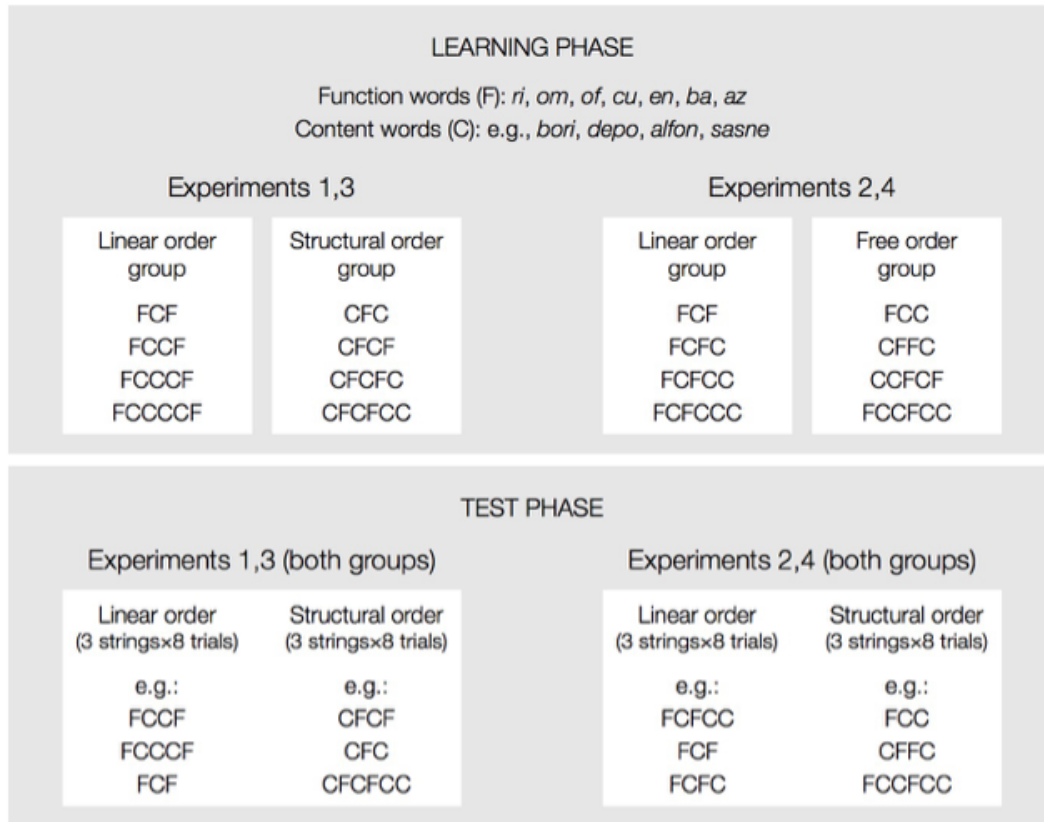 LEARNING PHASE
Function words (F): ri, om, of, cu, en, ba, az
Content words (C): e.g., bori, depo, alfon, sasne
Experiments 1,3
Linear order
group
FCF
FCCF
FCCCF
FCCCCF
Structural order
group
CFC
CFCF
CFCFC
CFCFCC
Experiments 2,4
Linear order
group
FCF
FCFC
FCFCC
FCFCCC
Free order
group
FCC
CFFC
CCFCF
FCCFCC
TEST PHASE
Experiments 1,3 (both groups)
Linear order
(3 strings×8 trials)
e.g.:
FCCF
FCCCF
FCF
Structural order
(3 strings×8 trials)
e.g.:
CFCF
CFC
CFCFCC
Experiments 2,4 (both groups)
Linear order
(3 strings×8 trials)
e.g.:
FCFCC
FCF
FCFC
Structural order
(3 strings×8 trials)
e.g.:
FCC
CFFC
FCCFCC